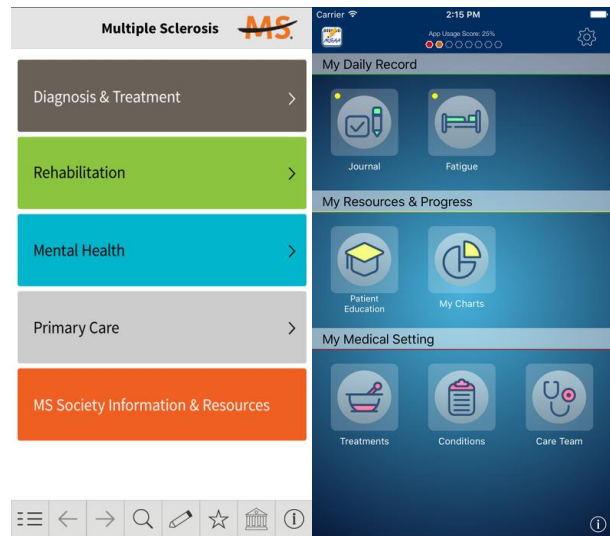 Multiple Sclerosis
MS
Diagnosis & Treatment
Rehabilitation
Mental Health
Primary Care
MS Society Information & Resources
Carrier
2:15 PM
App Usage Score: 25%
My Daily Record
Journal
Fatigue
My Resources & Progress
Patient
Education
My Charts
My Medical Setting
Treatments
Conditions
Care Team